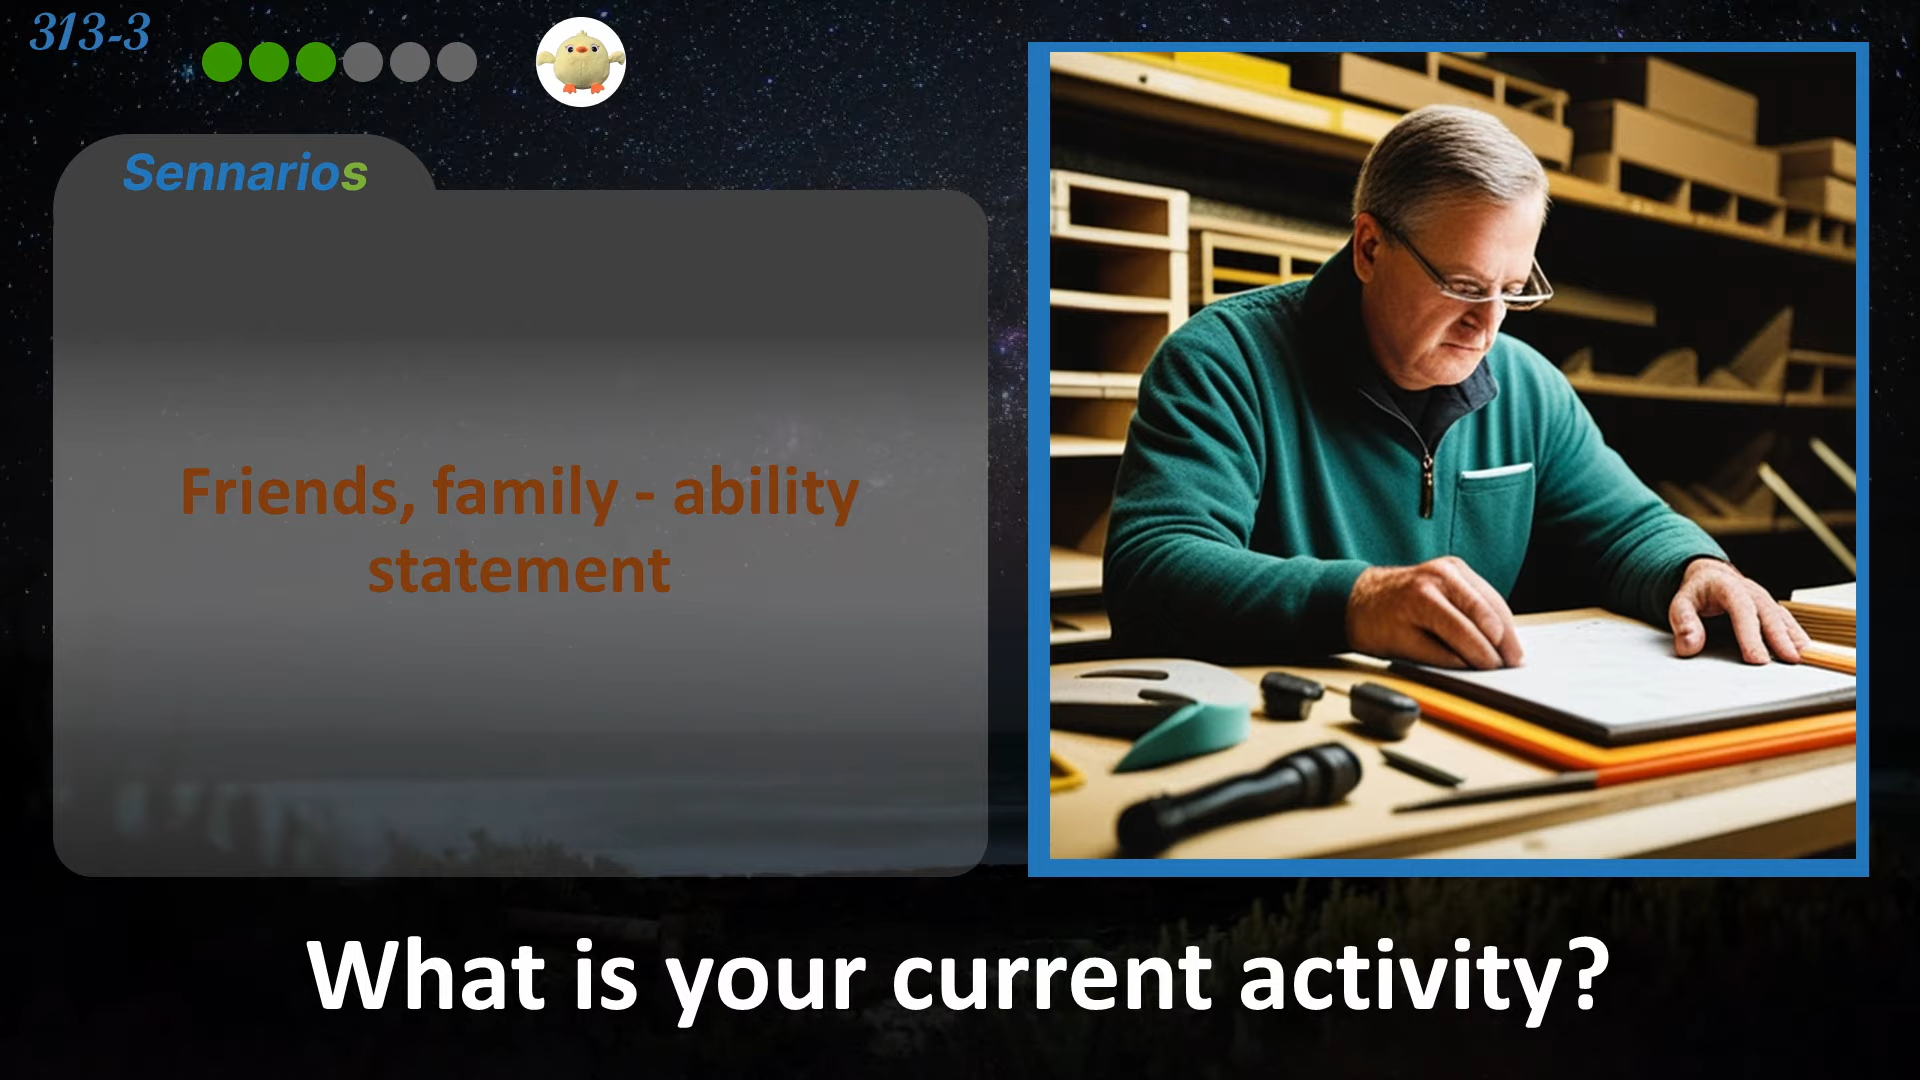 313-3
Sennarios
Friends, family - ability
statement
What is your current activity?